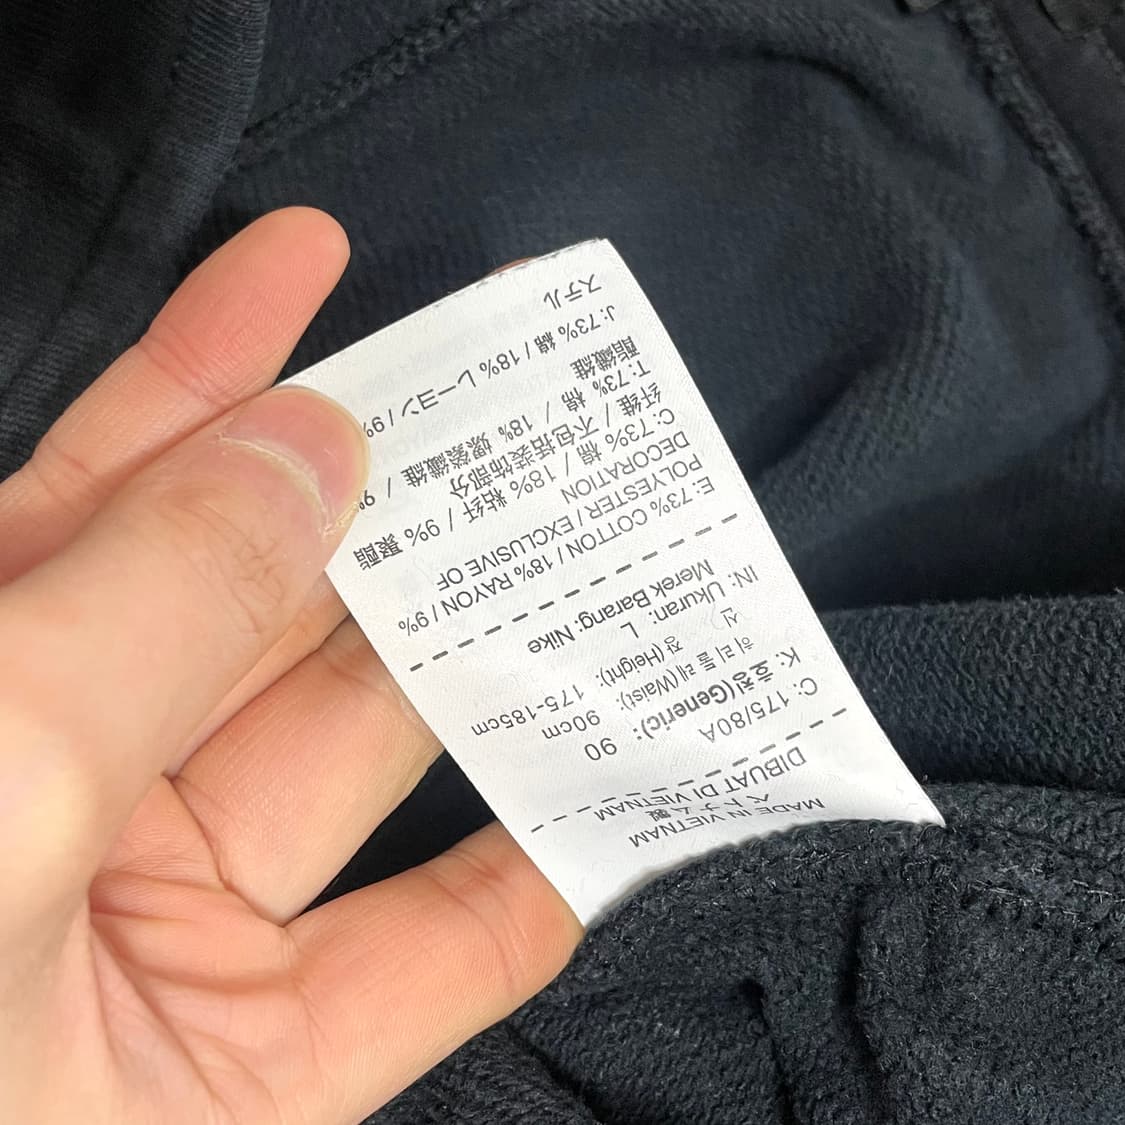 MADE IN VIETNAM
ベトナム製
DIBUAT DI VIETNAM
C: 175/80A
K: 호칭(Generic): 90
허리둘레(Waist): 90cm
신장(Height): 175-185cm
IN: Ukuran: L
Merek Barang: Nike
E:73% COTTON / 18% RAYON / 9%
POLYESTER / EXCLUSIVE OF
DECORATION
C:73% 棉 / 18% 粘纤 / 9% 聚酯
纤维 / 不包括装饰部分
T:73% 棉 / 18% 嫘縈纖維 / 9%
酯纖維
J:73% 綿 / 18% レーヨン / 9%
ステル